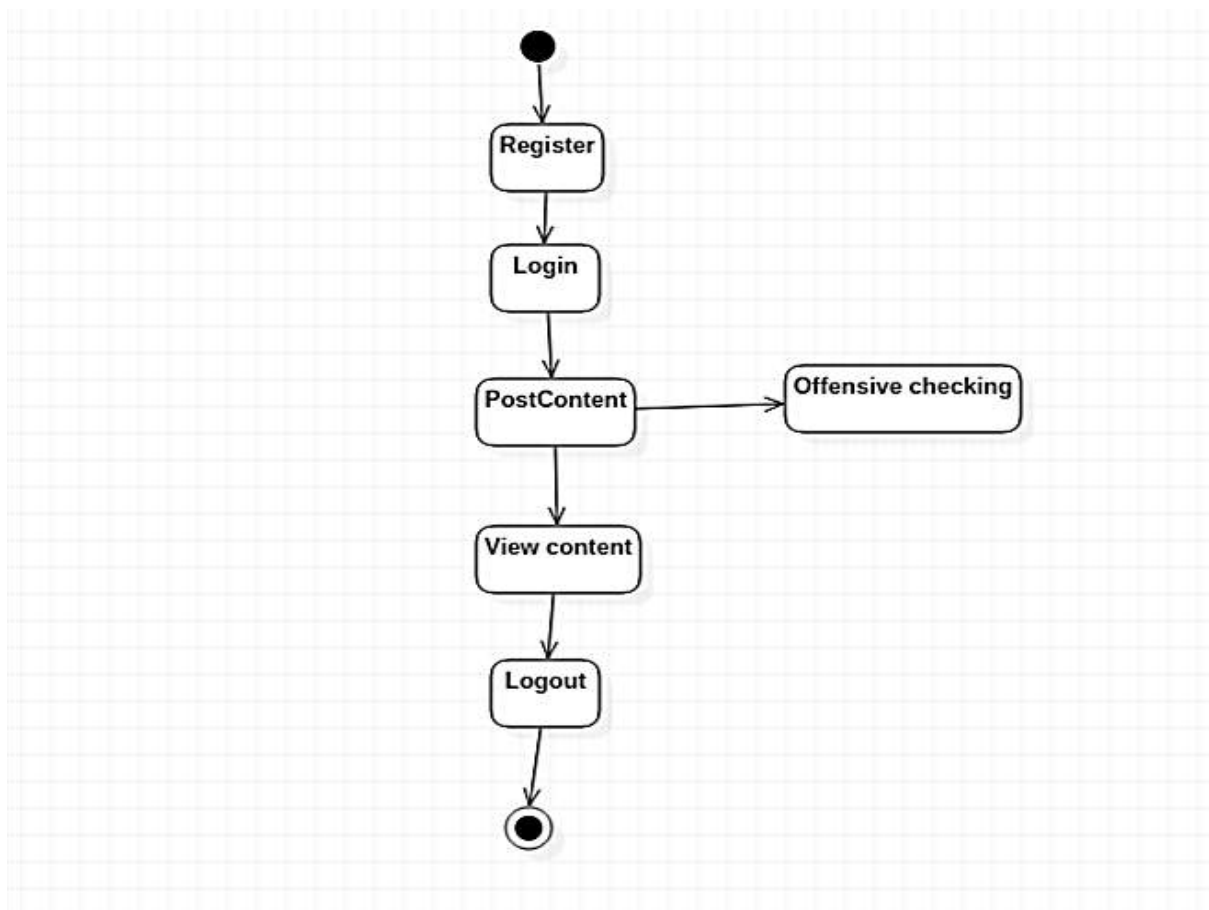 Register
Login
PostContent
Offensive checking
View content
Logout